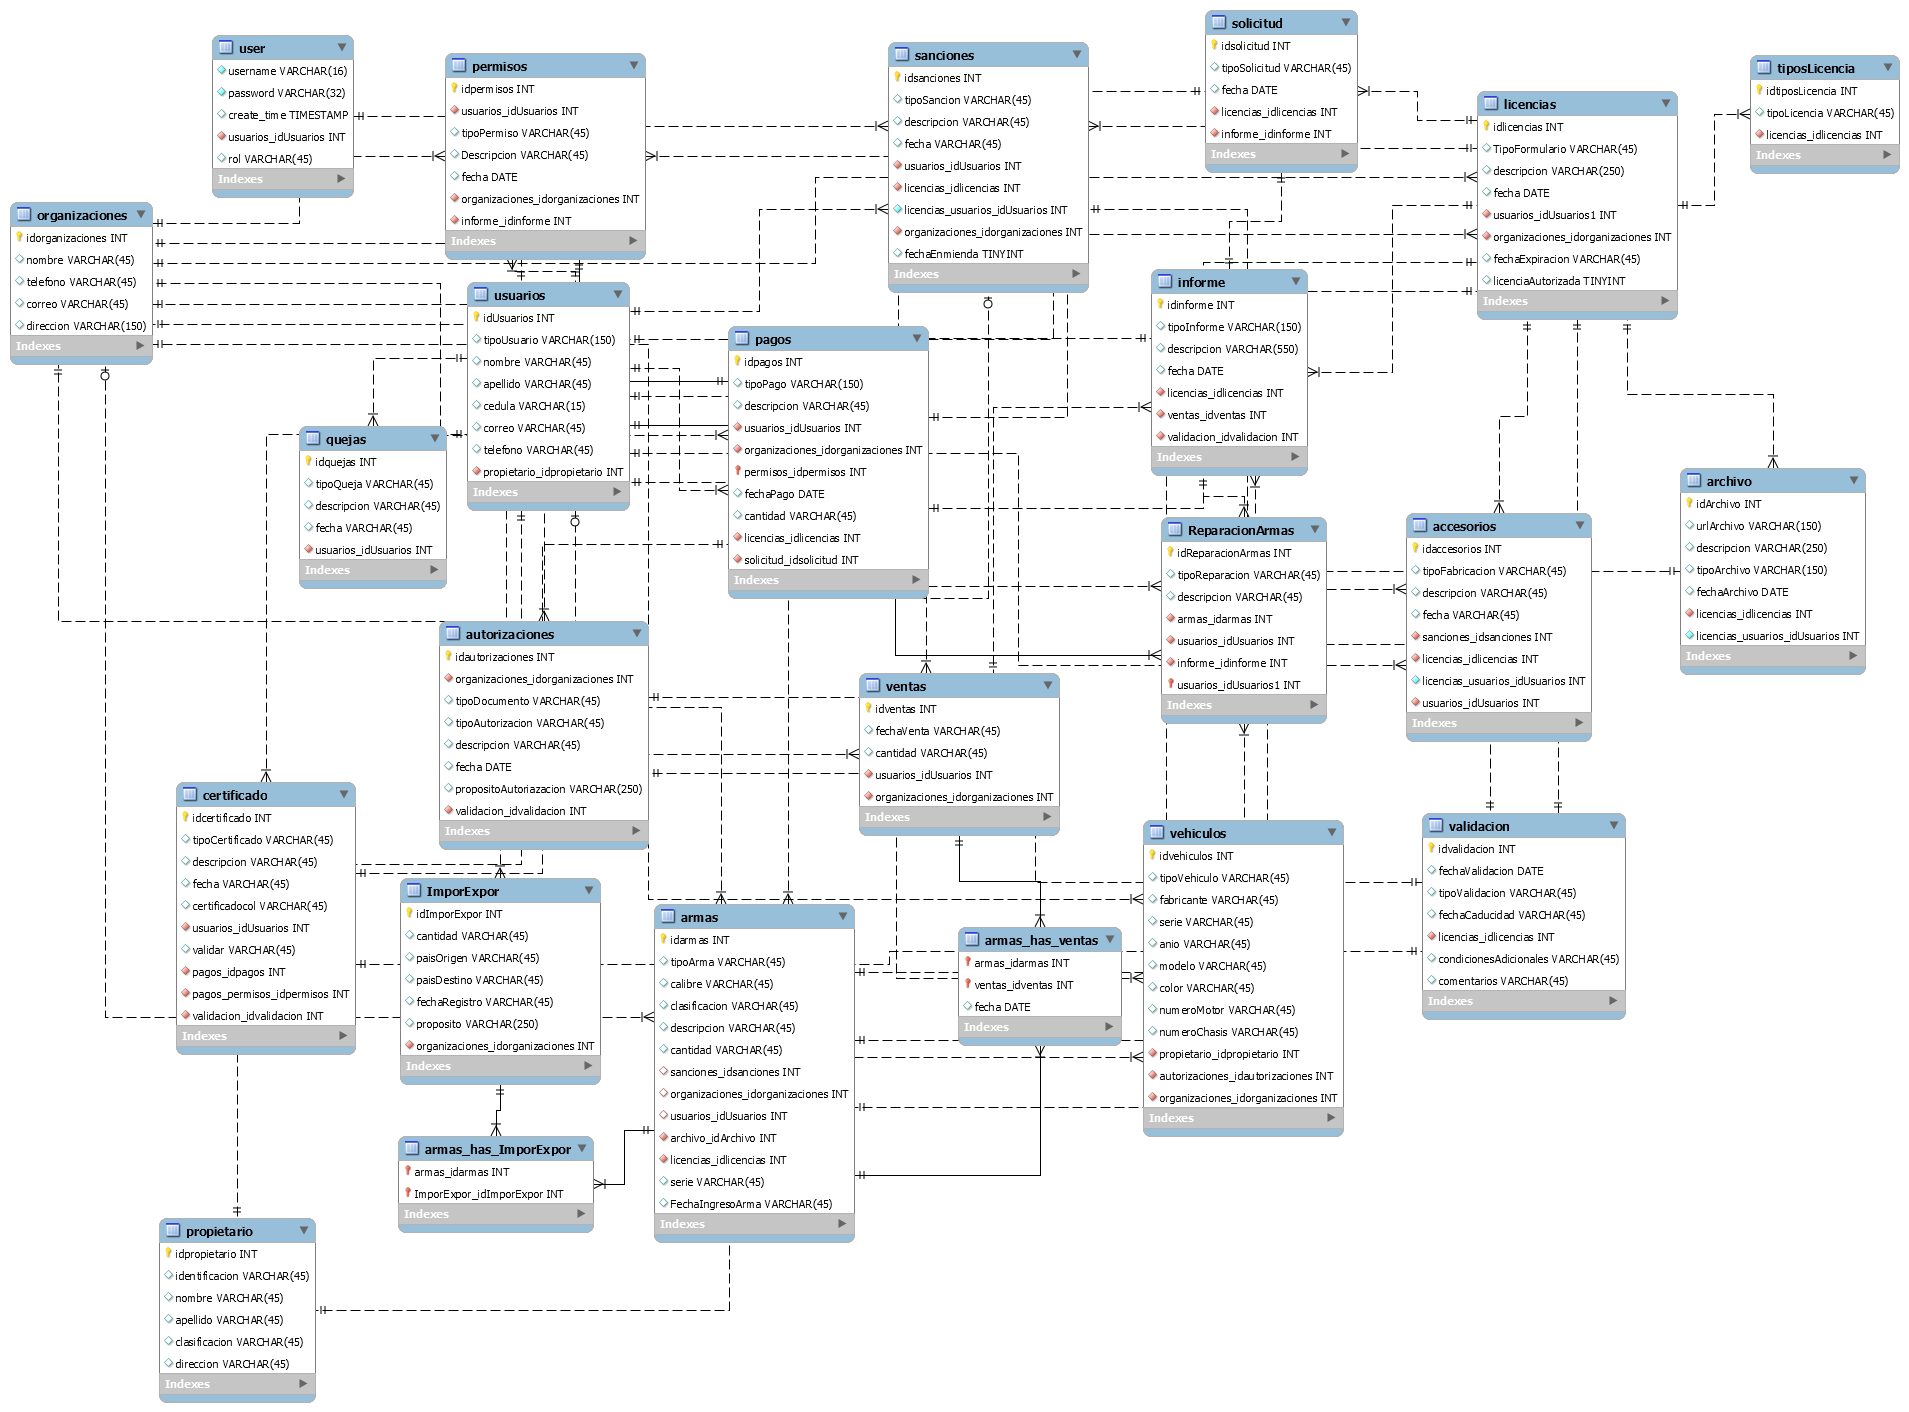 user
username VARCHAR(16)
password VARCHAR(32)
create_time TIMESTAMP
usuarios_idUsuarios INT
rol VARCHAR(45)
Indexes
permisos
idpermisos INT
usuarios_idUsuarios INT
tipoPermiso VARCHAR(45)
Descripcion VARCHAR(45)
fecha DATE
organizaciones_idorganizaciones INT
informe_idinforme INT
Indexes
sanciones
idsanciones INT
tipoSancion VARCHAR(45)
descripcion VARCHAR(45)
fecha VARCHAR(45)
usuarios_idUsuarios INT
licencias_idlicencias INT
licencias_usuarios_idUsuarios INT
organizaciones_idorganizaciones INT
fechaEnmienda TINYINT
Indexes
solicitud
idsolicitud INT
tipoSolicitud VARCHAR(45)
fecha DATE
licencias_idlicencias INT
informe_idinforme INT
Indexes
licencias
idlicencias INT
TipoFormulario VARCHAR(45)
descripcion VARCHAR(250)
fecha DATE
usuarios_idUsuarios1 INT
organizaciones_idorganizaciones INT
fechaExpiracion VARCHAR(45)
licenciaAutorizada TINYINT
Indexes
tiposLicencia
idtiposLicencia INT
tipoLicencia VARCHAR(45)
licencias_idlicencias INT
Indexes
organizaciones
idorganizaciones INT
nombre VARCHAR(45)
telefono VARCHAR(45)
correo VARCHAR(45)
direccion VARCHAR(150)
Indexes
usuarios
idUsuarios INT
tipoUsuario VARCHAR(150)
nombre VARCHAR(45)
apellido VARCHAR(45)
cedula VARCHAR(15)
correo VARCHAR(45)
telefono VARCHAR(45)
propietario_idpropietario INT
Indexes
pagos
idpagos INT
tipoPago VARCHAR(150)
descripcion VARCHAR(45)
usuarios_idUsuarios INT
organizaciones_idorganizaciones INT
permisos_idpermisos INT
fechaPago DATE
cantidad VARCHAR(45)
licencias_idlicencias INT
solicitud_idsolicitud INT
Indexes
informe
idinforme INT
tipoInforme VARCHAR(150)
descripcion VARCHAR(550)
fecha DATE
licencias_idlicencias INT
ventas_idventas INT
validacion_idvalidacion INT
Indexes
quejas
idquejas INT
tipoQueja VARCHAR(45)
descripcion VARCHAR(45)
fecha VARCHAR(45)
usuarios_idUsuarios INT
Indexes
ReparacionArmas
idReparacionArmas INT
tipoReparacion VARCHAR(45)
descripcion VARCHAR(45)
armas_idarmas INT
usuarios_idUsuarios INT
informe_idinforme INT
usuarios_idUsuarios1 INT
Indexes
accesorios
idaccesorios INT
tipoFabricacion VARCHAR(45)
descripcion VARCHAR(45)
fecha VARCHAR(45)
sanciones_idsanciones INT
licencias_idlicencias INT
licencias_usuarios_idUsuarios INT
usuarios_idUsuarios INT
Indexes
archivo
idArchivo INT
urlArchivo VARCHAR(150)
descripcion VARCHAR(250)
tipoArchivo VARCHAR(150)
fechaArchivo DATE
licencias_idlicencias INT
licencias_usuarios_idUsuarios INT
Indexes
autorizaciones
idautorizaciones INT
organizaciones_idorganizaciones INT
tipoDocumento VARCHAR(45)
tipoAutorizacion VARCHAR(45)
descripcion VARCHAR(45)
fecha DATE
propositoAutoriazacion VARCHAR(250)
validacion_idvalidacion INT
Indexes
ventas
idventas INT
fechaVenta VARCHAR(45)
cantidad VARCHAR(45)
usuarios_idUsuarios INT
organizaciones_idorganizaciones INT
Indexes
certificado
idcertificado INT
tipoCertificado VARCHAR(45)
descripcion VARCHAR(45)
fecha VARCHAR(45)
certificadocol VARCHAR(45)
usuarios_idUsuarios INT
validar VARCHAR(45)
pagos_idpagos INT
pagos_permisos_idpermisos INT
validacion_idvalidacion INT
Indexes
ImporExpor
idImporExpor INT
cantidad VARCHAR(45)
paisOrigen VARCHAR(45)
paisDestino VARCHAR(45)
fechaRegistro VARCHAR(45)
proposito VARCHAR(250)
organizaciones_idorganizaciones INT
Indexes
armas
idarmas INT
tipoArma VARCHAR(45)
calibre VARCHAR(45)
clasificacion VARCHAR(45)
descripcion VARCHAR(45)
cantidad VARCHAR(45)
sanciones_idsanciones INT
organizaciones_idorganizaciones INT
usuarios_idUsuarios INT
archivo_idArchivo INT
licencias_idlicencias INT
serie VARCHAR(45)
FechaIngresoArma VARCHAR(45)
Indexes
armas_has_ventas
armas_idarmas INT
ventas_idventas INT
fecha DATE
Indexes
vehiculos
idvehiculos INT
tipoVehiculo VARCHAR(45)
fabricante VARCHAR(45)
serie VARCHAR(45)
anio VARCHAR(45)
modelo VARCHAR(45)
color VARCHAR(45)
numeroMotor VARCHAR(45)
numeroChasis VARCHAR(45)
propietario_idpropietario INT
autorizaciones_idautorizaciones INT
organizaciones_idorganizaciones INT
Indexes
validacion
idvalidacion INT
fechaValidacion DATE
tipoValidacion VARCHAR(45)
fechaCaducidad VARCHAR(45)
licencias_idlicencias INT
condicionesAdicionales VARCHAR(45)
comentarios VARCHAR(45)
Indexes
armas_has_ImporExpor
armas_idarmas INT
ImporExpor_idImporExpor INT
Indexes
propietario
idpropietario INT
identificacion VARCHAR(45)
nombre VARCHAR(45)
apellido VARCHAR(45)
clasificacion VARCHAR(45)
direccion VARCHAR(45)
Indexes